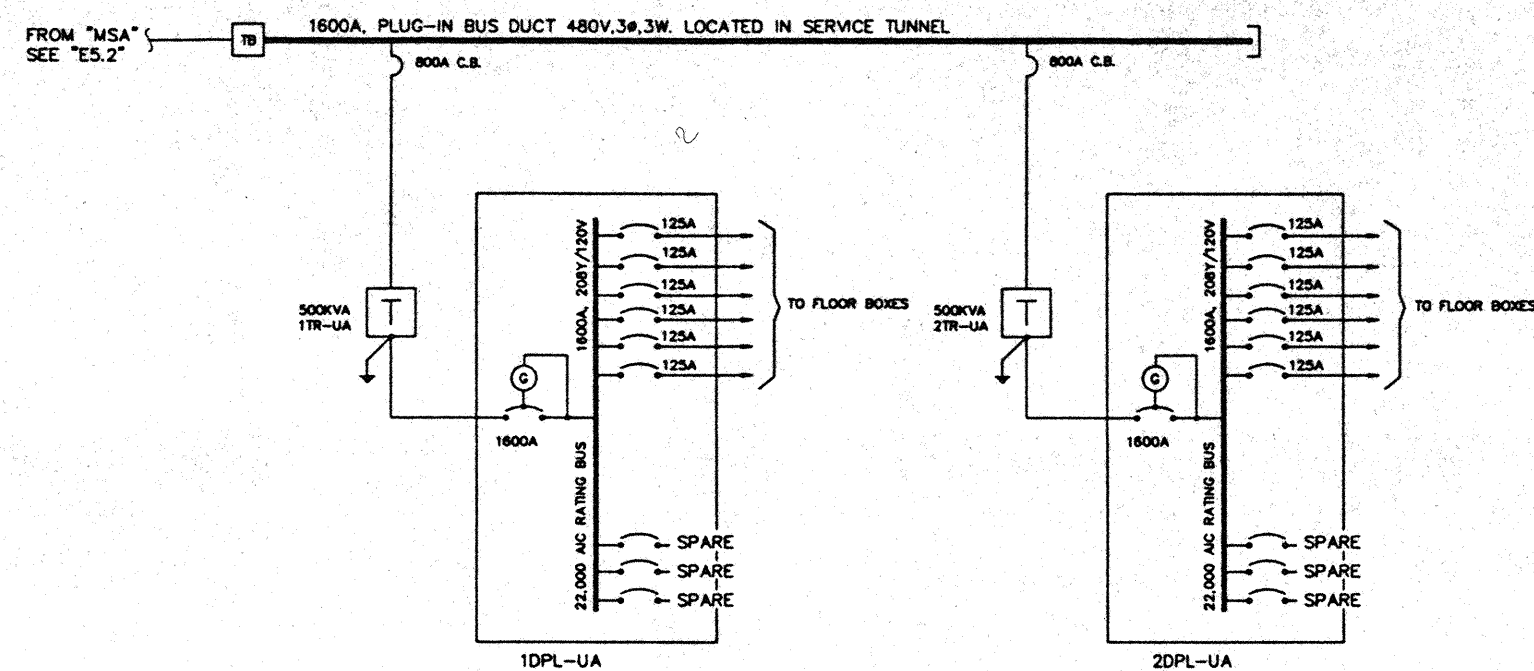 FROM "MSA"
SEE "E5.2"
TB
1600A, PLUG-IN BUS DUCT 480V,3ø,3W. LOCATED IN SERVICE TUNNEL
800A C.B.
800A C.B.
500KVA
1TR-UA
T
1600A, 208Y/120V
22,000 AIC RATING BUS
125A
125A
125A
125A
125A
125A
TO FLOOR BOXES
G
1600A
SPARE
SPARE
SPARE
1DPL-UA
500KVA
2TR-UA
T
1600A, 208Y/120V
22,000 AIC RATING BUS
125A
125A
125A
125A
125A
125A
TO FLOOR BOXES
G
1600A
SPARE
SPARE
SPARE
2DPL-UA